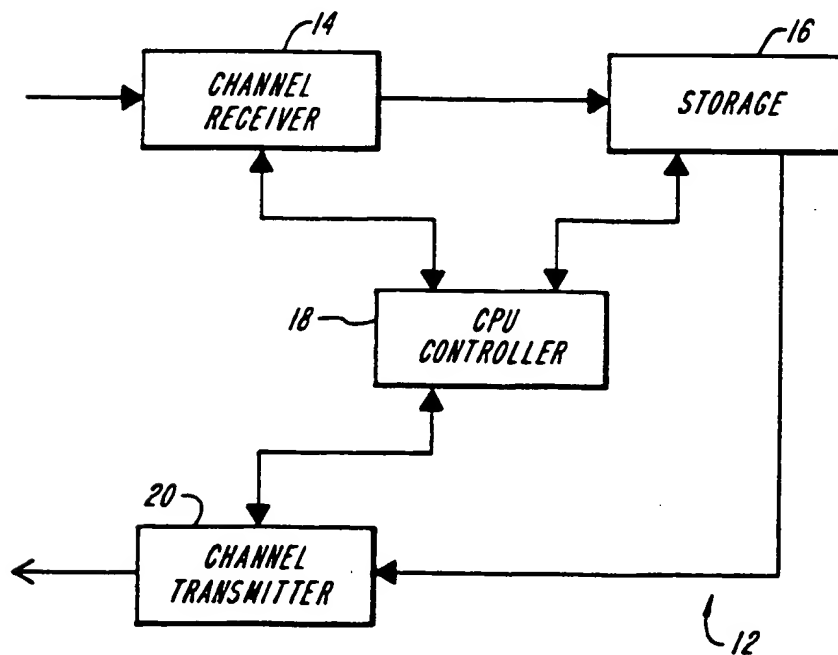 14
CHANNEL
RECEIVER
16
STORAGE
18
CPU
CONTROLLER
20
CHANNEL
TRANSMITTER
12